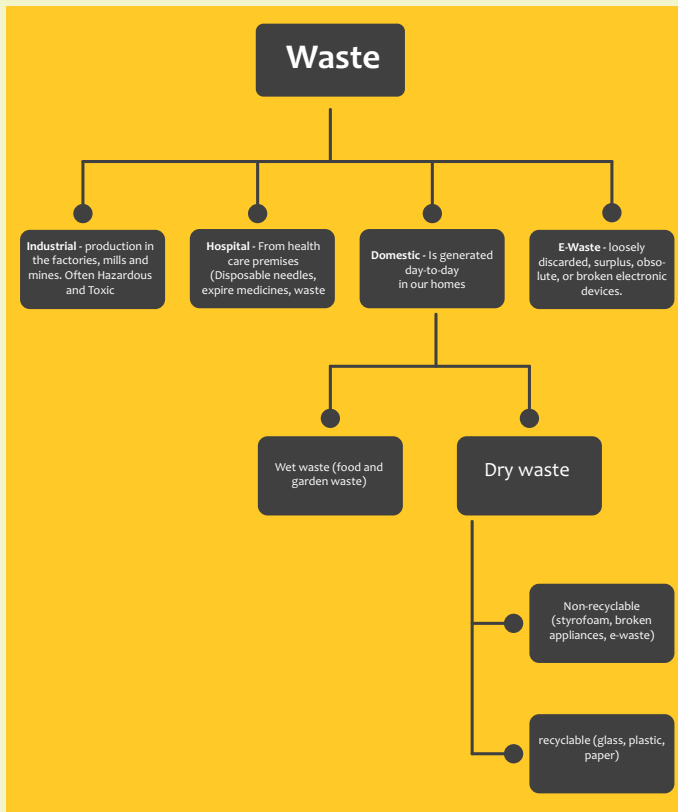 Waste
Industrial - production in
the factories, mills and
mines. Often Hazardous
and Toxic
Hospital - From health
care premises
(Disposable needles,
expire medicines, waste
Domestic - Is generated
day-to-day
in our homes
E-Waste - loosely
discarded, surplus, obso-
lute, or broken electronic
devices.
Wet waste (food and
garden waste)
Dry waste
Non-recyclable
(styrofoam, broken
appliances, e-waste)
recyclable (glass, plastic,
paper)